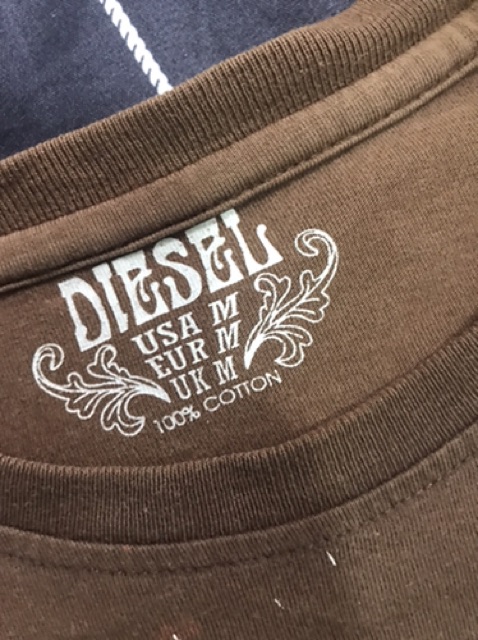 DIESEL
USA M
EUR M
UK M
100% COTTON